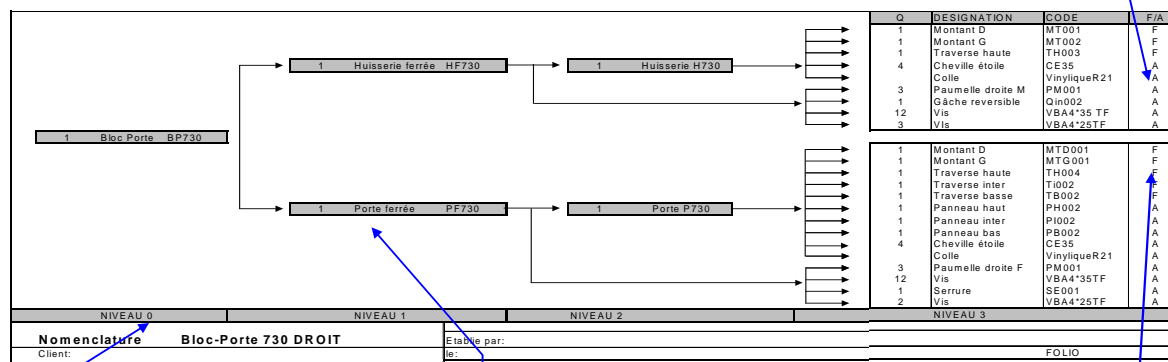 Q DESIGNATION CODE F/A
1 Montant D MT001 F
1 Montant G MT002 F
1 Traverse haute TH003 F
4 Cheville étoile CE35 A
Colle VinyliqueR21 A
3 Paumelle droite M PM001 A
1 Gâche reversible Qin002 A
12 Vis VBA4*35 TF A
3 VIs VBA4*25TF A
1 Huisserie ferrée HF730
1 Huisserie H730
1 Bloc Porte BP730
1 Montant D MTD001 F
1 Montant G MTG001 F
1 Traverse haute TH004 F
1 Traverse inter Ti002 F
1 Traverse basse TB002 F
1 Panneau haut PH002 A
1 Panneau inter PI002 A
1 Panneau bas PB002 A
4 Cheville étoile CE35 A
Colle VinyliqueR21 A
3 Paumelle droite F PM001 A
12 Vis VBA4*35TF A
1 Serrure SE001 A
2 Vis VBA4*25TF A
1 Porte ferrée PF730
1 Porte P730
NIVEAU 0 NIVEAU 1 NIVEAU 2 NIVEAU 3
Nomenclature Bloc-Porte 730 DROIT Etablie par:
Client: le: FOLIO